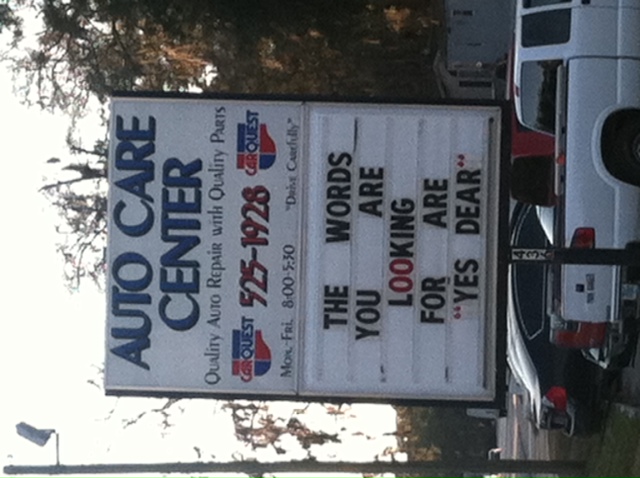 AUTO CARE
CENTER
Quality Auto Repair with Quality Parts
CARQUEST 525-1928 CARQUEST
Mon.-Fri. 8:00-5:30 "Drive Carefully"
THE WORDS
YOU ARE
LOOKING
FOR ARE
"YES DEAR"